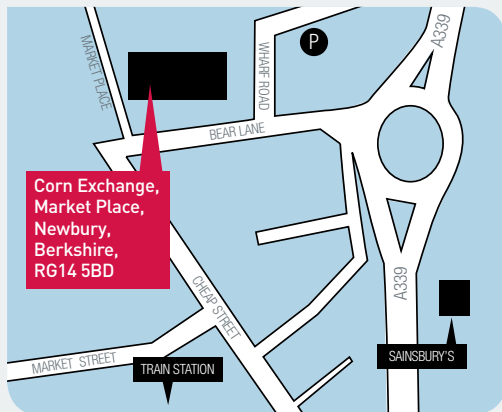 A339
P
MARKET PLACE
WHARF ROAD
BEAR LANE
Corn Exchange,
Market Place,
Newbury,
Berkshire,
RG14 5BD
A339
CHEAP STREET
MARKET STREET
TRAIN STATION
SAINSBURY'S